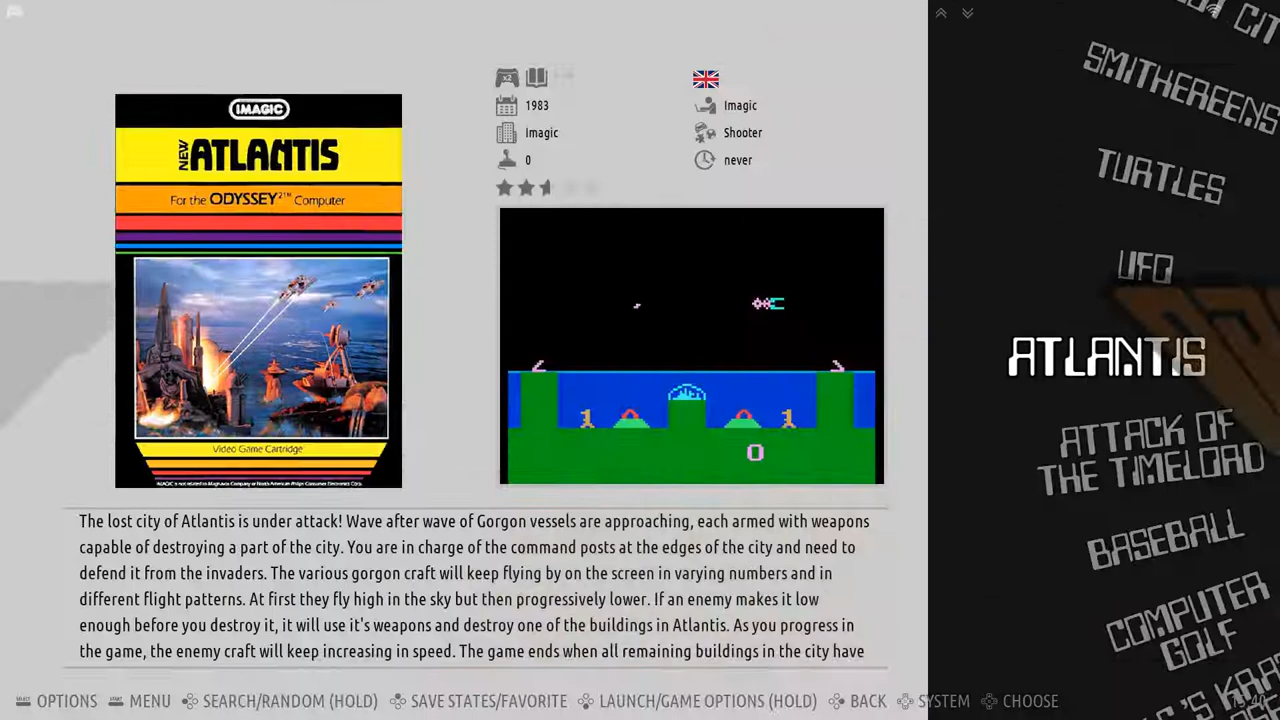 IMAGIC
NEW ATLANTIS
For the ODYSSEY²™ Computer
Video Game Cartridge
x2
1983
Imagic
0
Imagic
Shooter
never
1
1
0
The lost city of Atlantis is under attack! Wave after wave of Gorgon vessels are approaching, each armed with weapons
capable of destroying a part of the city. You are in charge of the command posts at the edges of the city and need to
defend it from the invaders. The various gorgon craft will keep flying by on the screen in varying numbers and in
different flight patterns. At first they fly high in the sky but then progressively lower. If an enemy makes it low
enough before you destroy it, it will use it's weapons and destroy one of the buildings in Atlantis. As you progress in
the game, the enemy craft will keep increasing in speed. The game ends when all remaining buildings in the city have
CITY
SMITHEREENS
TURTLES
UFO
ATLANTIS
ATTACK OF
THE TIMELORD
BASEBALL
COMPUTER
GOLF
SELECT OPTIONS START MENU SEARCH/RANDOM (HOLD) SAVE STATES/FAVORITE LAUNCH/GAME OPTIONS (HOLD) BACK SYSTEM CHOOSE